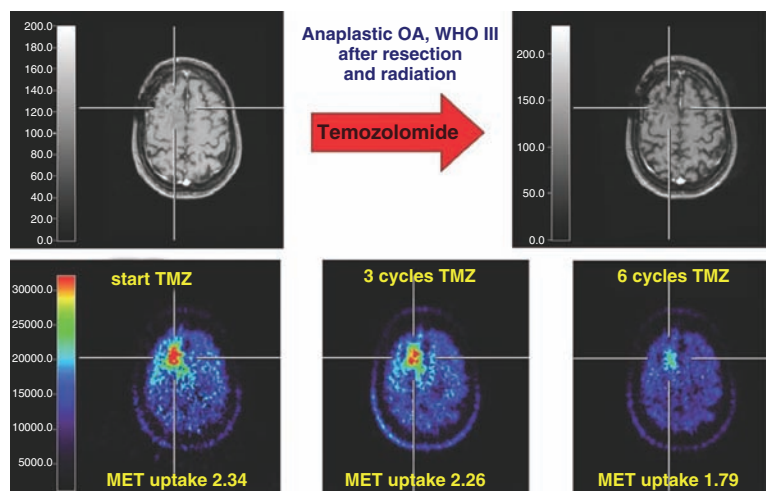 200.0
180.0
160.0
140.0
120.0
100.0
80.0
60.0
40.0
20.0
0.0
Anaplastic OA, WHO III
after resection
and radiation
Temozolomide
200.0
150.0
100.0
50.0
0.0
30000.0
25000.0
20000.0
15000.0
10000.0
5000.0
start TMZ
MET uptake 2.34
3 cycles TMZ
MET uptake 2.26
6 cycles TMZ
MET uptake 1.79